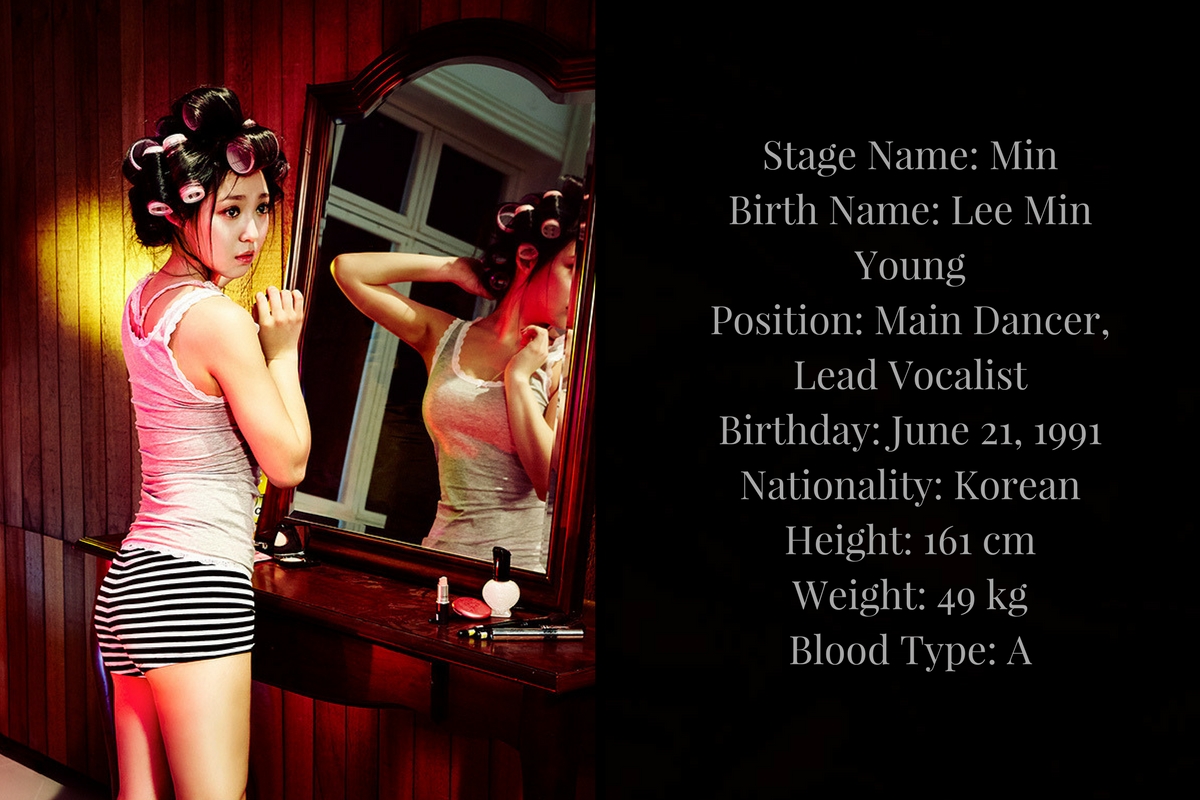 Stage Name: Min
Birth Name: Lee Min
Young
Position: Main Dancer,
Lead Vocalist
Birthday: June 21, 1991
Nationality: Korean
Height: 161 cm
Weight: 49 kg
Blood Type: A